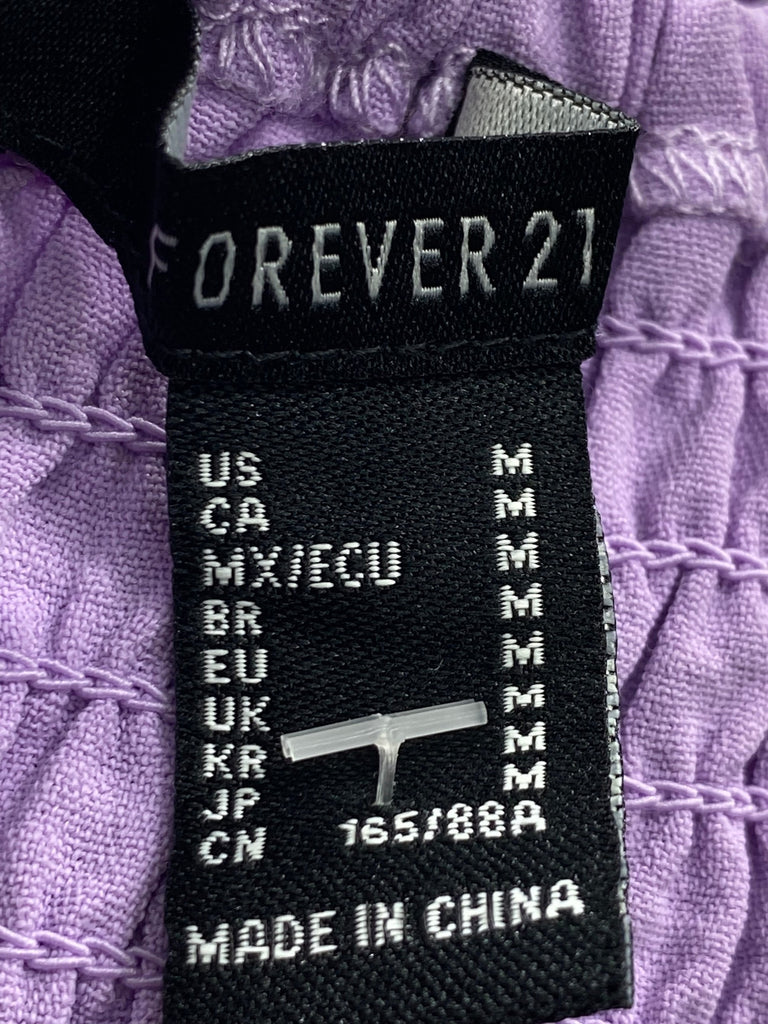 FOREVER 21
US M
CA M
MX/ECU M
BR M
EU M
UK M
KR M
JP M
CN 165/88A
MADE IN CHINA